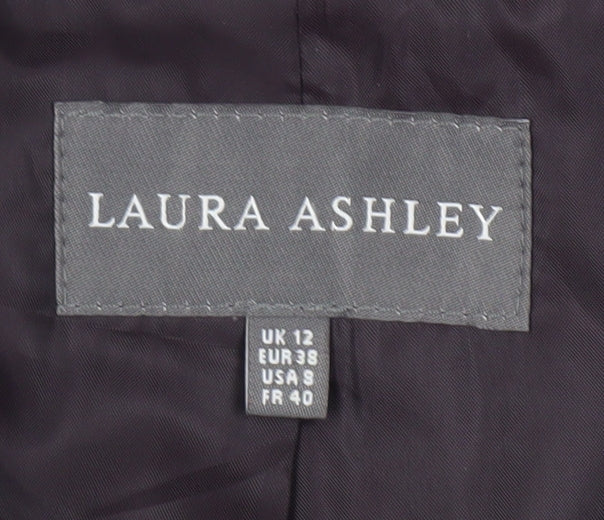 LAURA ASHLEY
UK 12
EUR 38
USA 8
FR 40